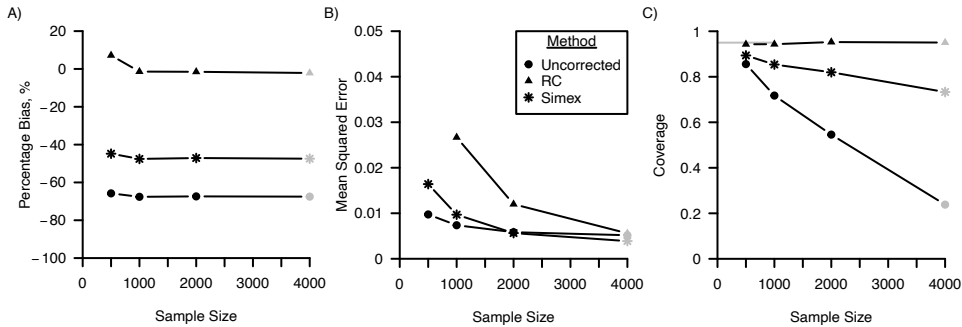 A)
20
0
−20
−40
−60
−80
−100
Percentage Bias, %
0 1000 2000 3000 4000
Sample Size
B)
0.05
0.04
0.03
0.02
0.01
0
Mean Squared Error
Method
Uncorrected
RC
Simex
0 1000 2000 3000 4000
Sample Size
C)
1
0.8
0.6
0.4
0.2
0
Coverage
0 1000 2000 3000 4000
Sample Size